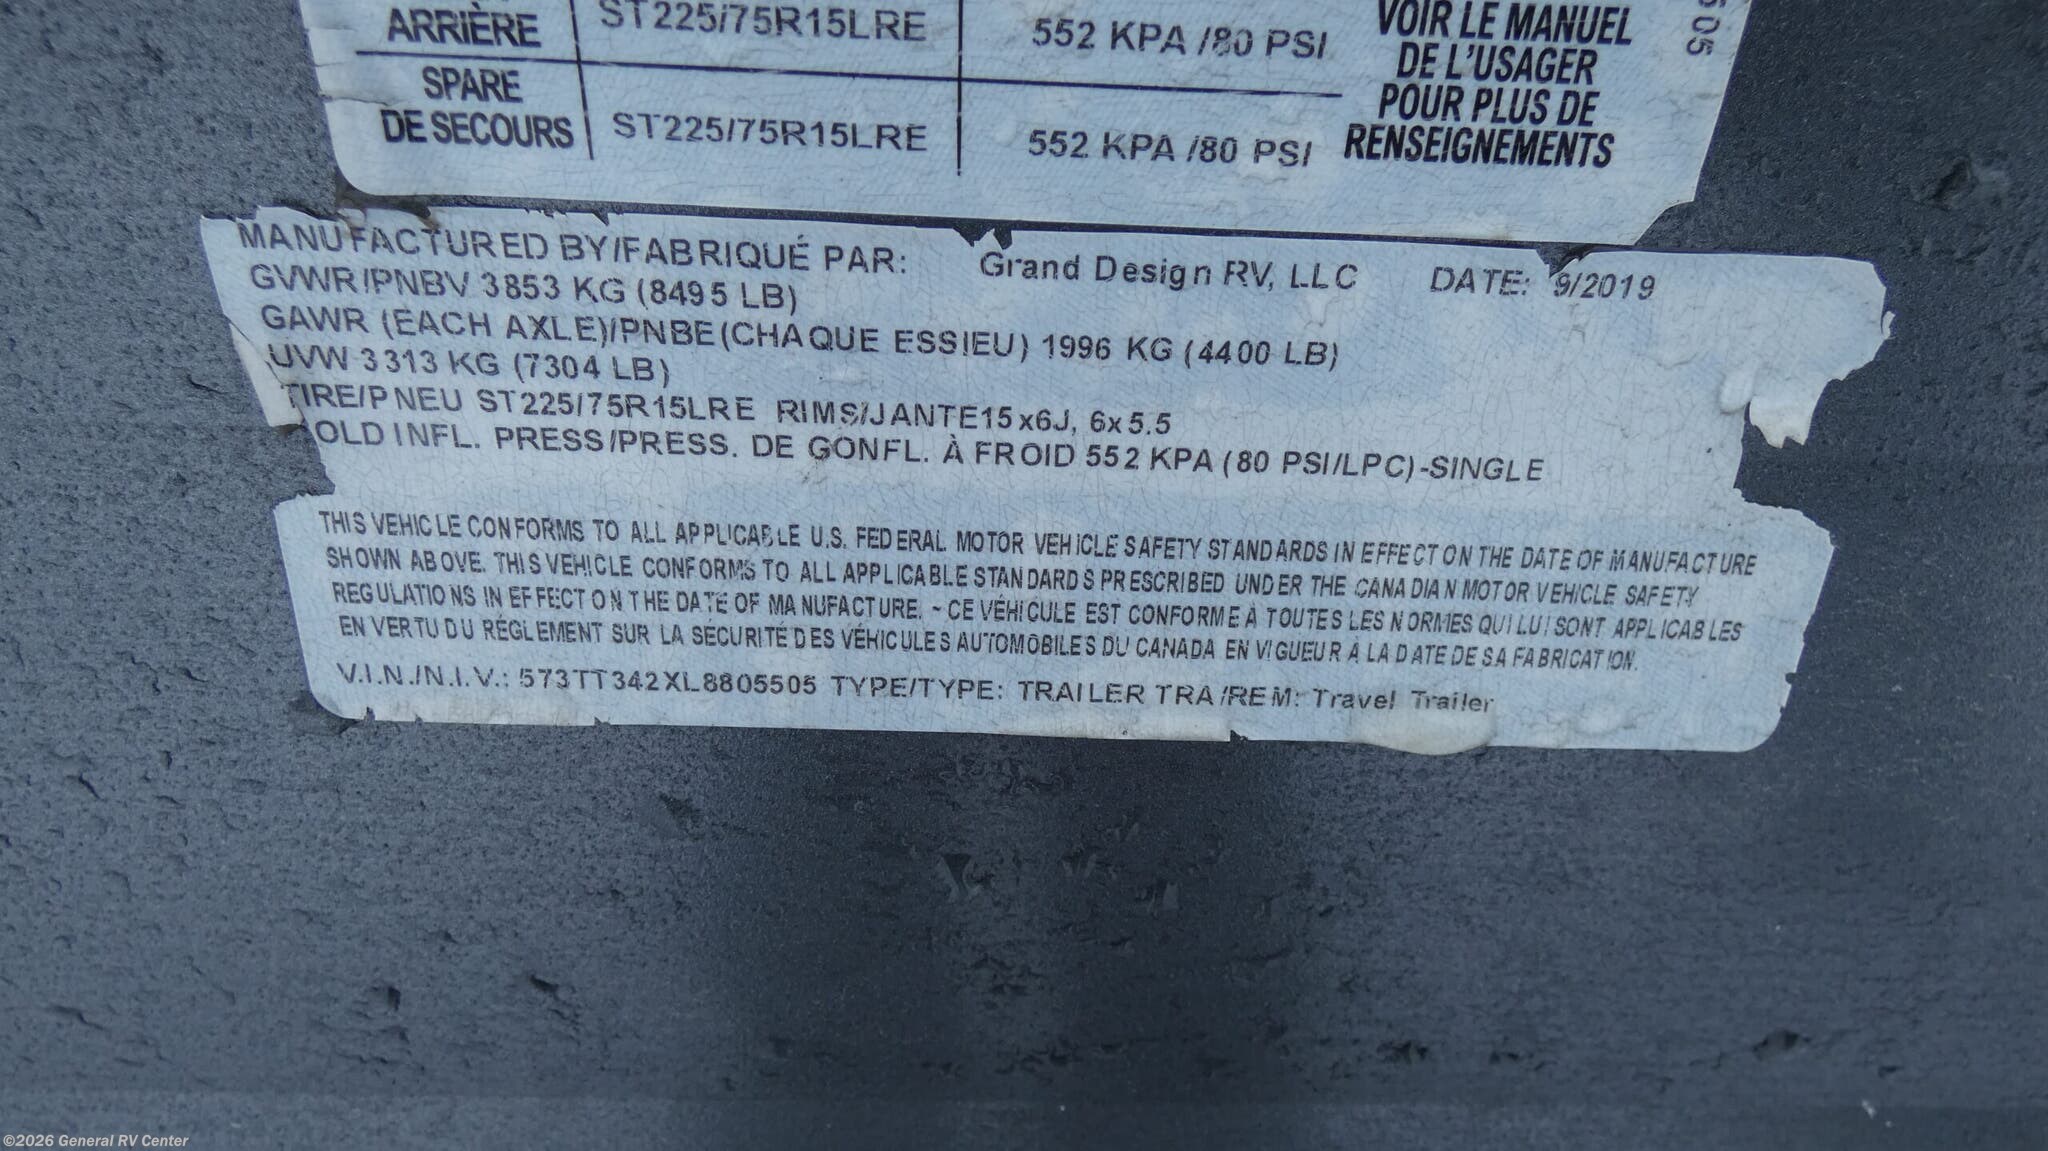 ARRIÈRE ST225/75R15LRE 552 KPA /80 PSI
SPARE
DE SECOURS ST225/75R15LRE 552 KPA /80 PSI
VOIR LE MANUEL
DE L'USAGER
POUR PLUS DE
RENSEIGNEMENTS
505
MANUFACTURED BY/FABRIQUÉ PAR: Grand Design RV, LLC DATE: 9/2019
GVWR/PNBV 3853 KG (8495 LB)
GAWR (EACH AXLE)/PNBE(CHAQUE ESSIEU) 1996 KG (4400 LB)
UVW 3313 KG (7304 LB)
TIRE/PNEU ST225/75R15LRE RIMS/JANTE15x6J, 6x5.5
OLD INFL. PRESS/PRESS. DE GONFL. À FROID 552 KPA (80 PSI/LPC)-SINGLE
THIS VEHICLE CONFORMS TO ALL APPLICABLE U.S. FEDERAL MOTOR VEHICLE SAFETY STANDARDS IN EFFECT ON THE DATE OF MANUFACTURE
SHOWN ABOVE. THIS VEHICLE CONFORMS TO ALL APPLICABLE STANDARDS PRESCRIBED UNDER THE CANADIAN MOTOR VEHICLE SAFETY
REGULATIONS IN EFFECT ON THE DATE OF MANUFACTURE. ~ CE VÉHICULE EST CONFORME À TOUTES LES NORMES QUI LUI SONT APPLICABLES
EN VERTU DU RÉGLEMENT SUR LA SÉCURITÉ DES VÉHICULES AUTOMOBILES DU CANADA EN VIGUEUR À LA DATE DE SA FABRICATION.
V.I.N./N.I.V.: 573TT342XL8805505 TYPE/TYPE: TRAILER TRA/REM: Travel Trailer
©2026 General RV Center